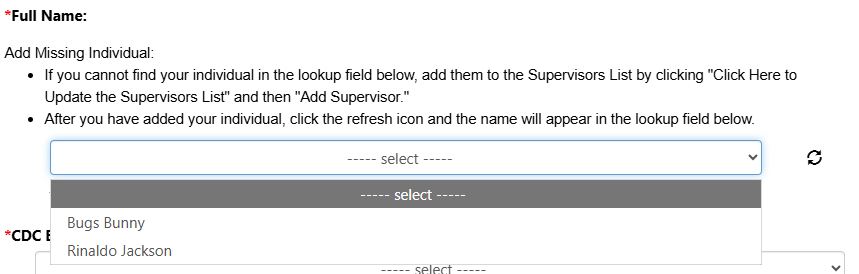 *Full Name:
Add Missing Individual:
• If you cannot find your individual in the lookup field below, add them to the Supervisors List by clicking "Click Here to
Update the Supervisors List" and then "Add Supervisor."
• After you have added your individual, click the refresh icon and the name will appear in the lookup field below.
----- select -----
----- select -----
Bugs Bunny
Rinaldo Jackson
*CDC
----- select -----